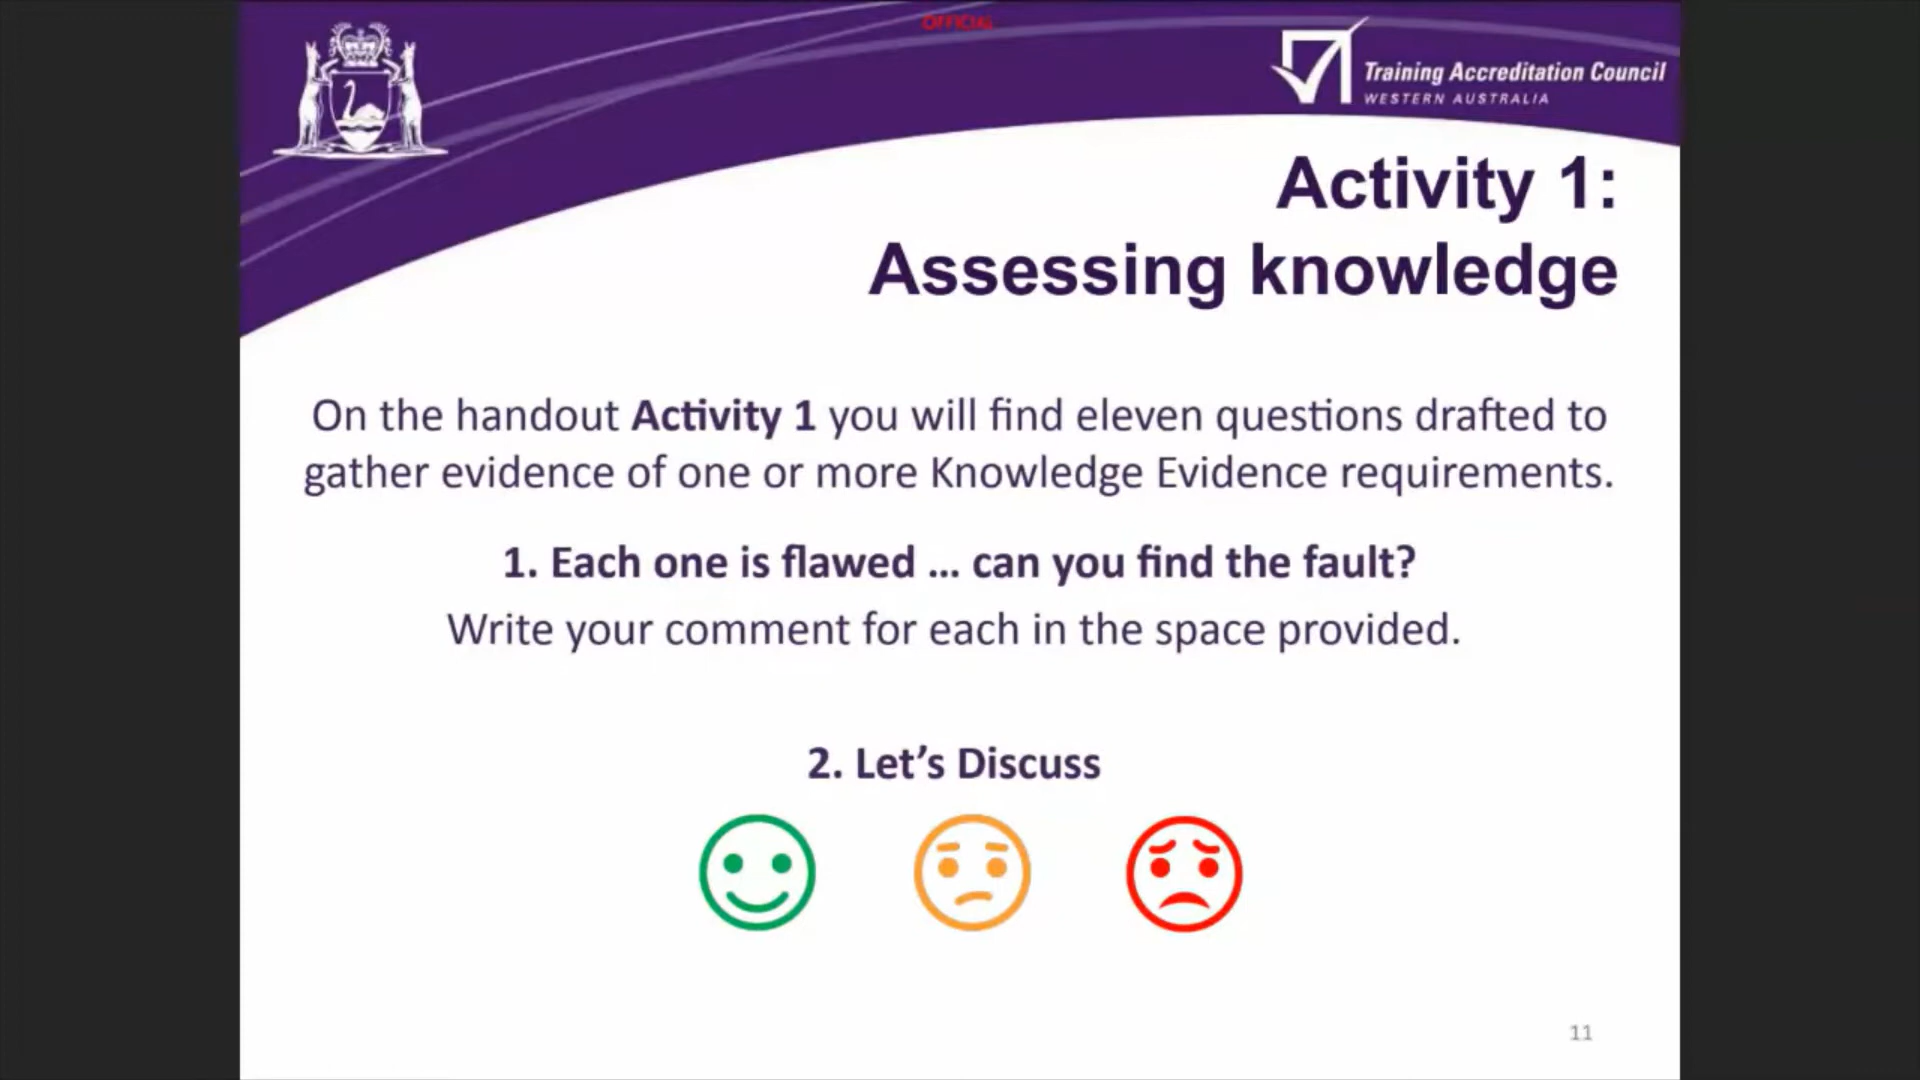 OFFICIAL
Training Accreditation Council
WESTERN AUSTRALIA
Activity 1:
Assessing knowledge
On the handout Activity 1 you will find eleven questions drafted to
gather evidence of one or more Knowledge Evidence requirements.
1. Each one is flawed ... can you find the fault?
Write your comment for each in the space provided.
2. Let’s Discuss
11